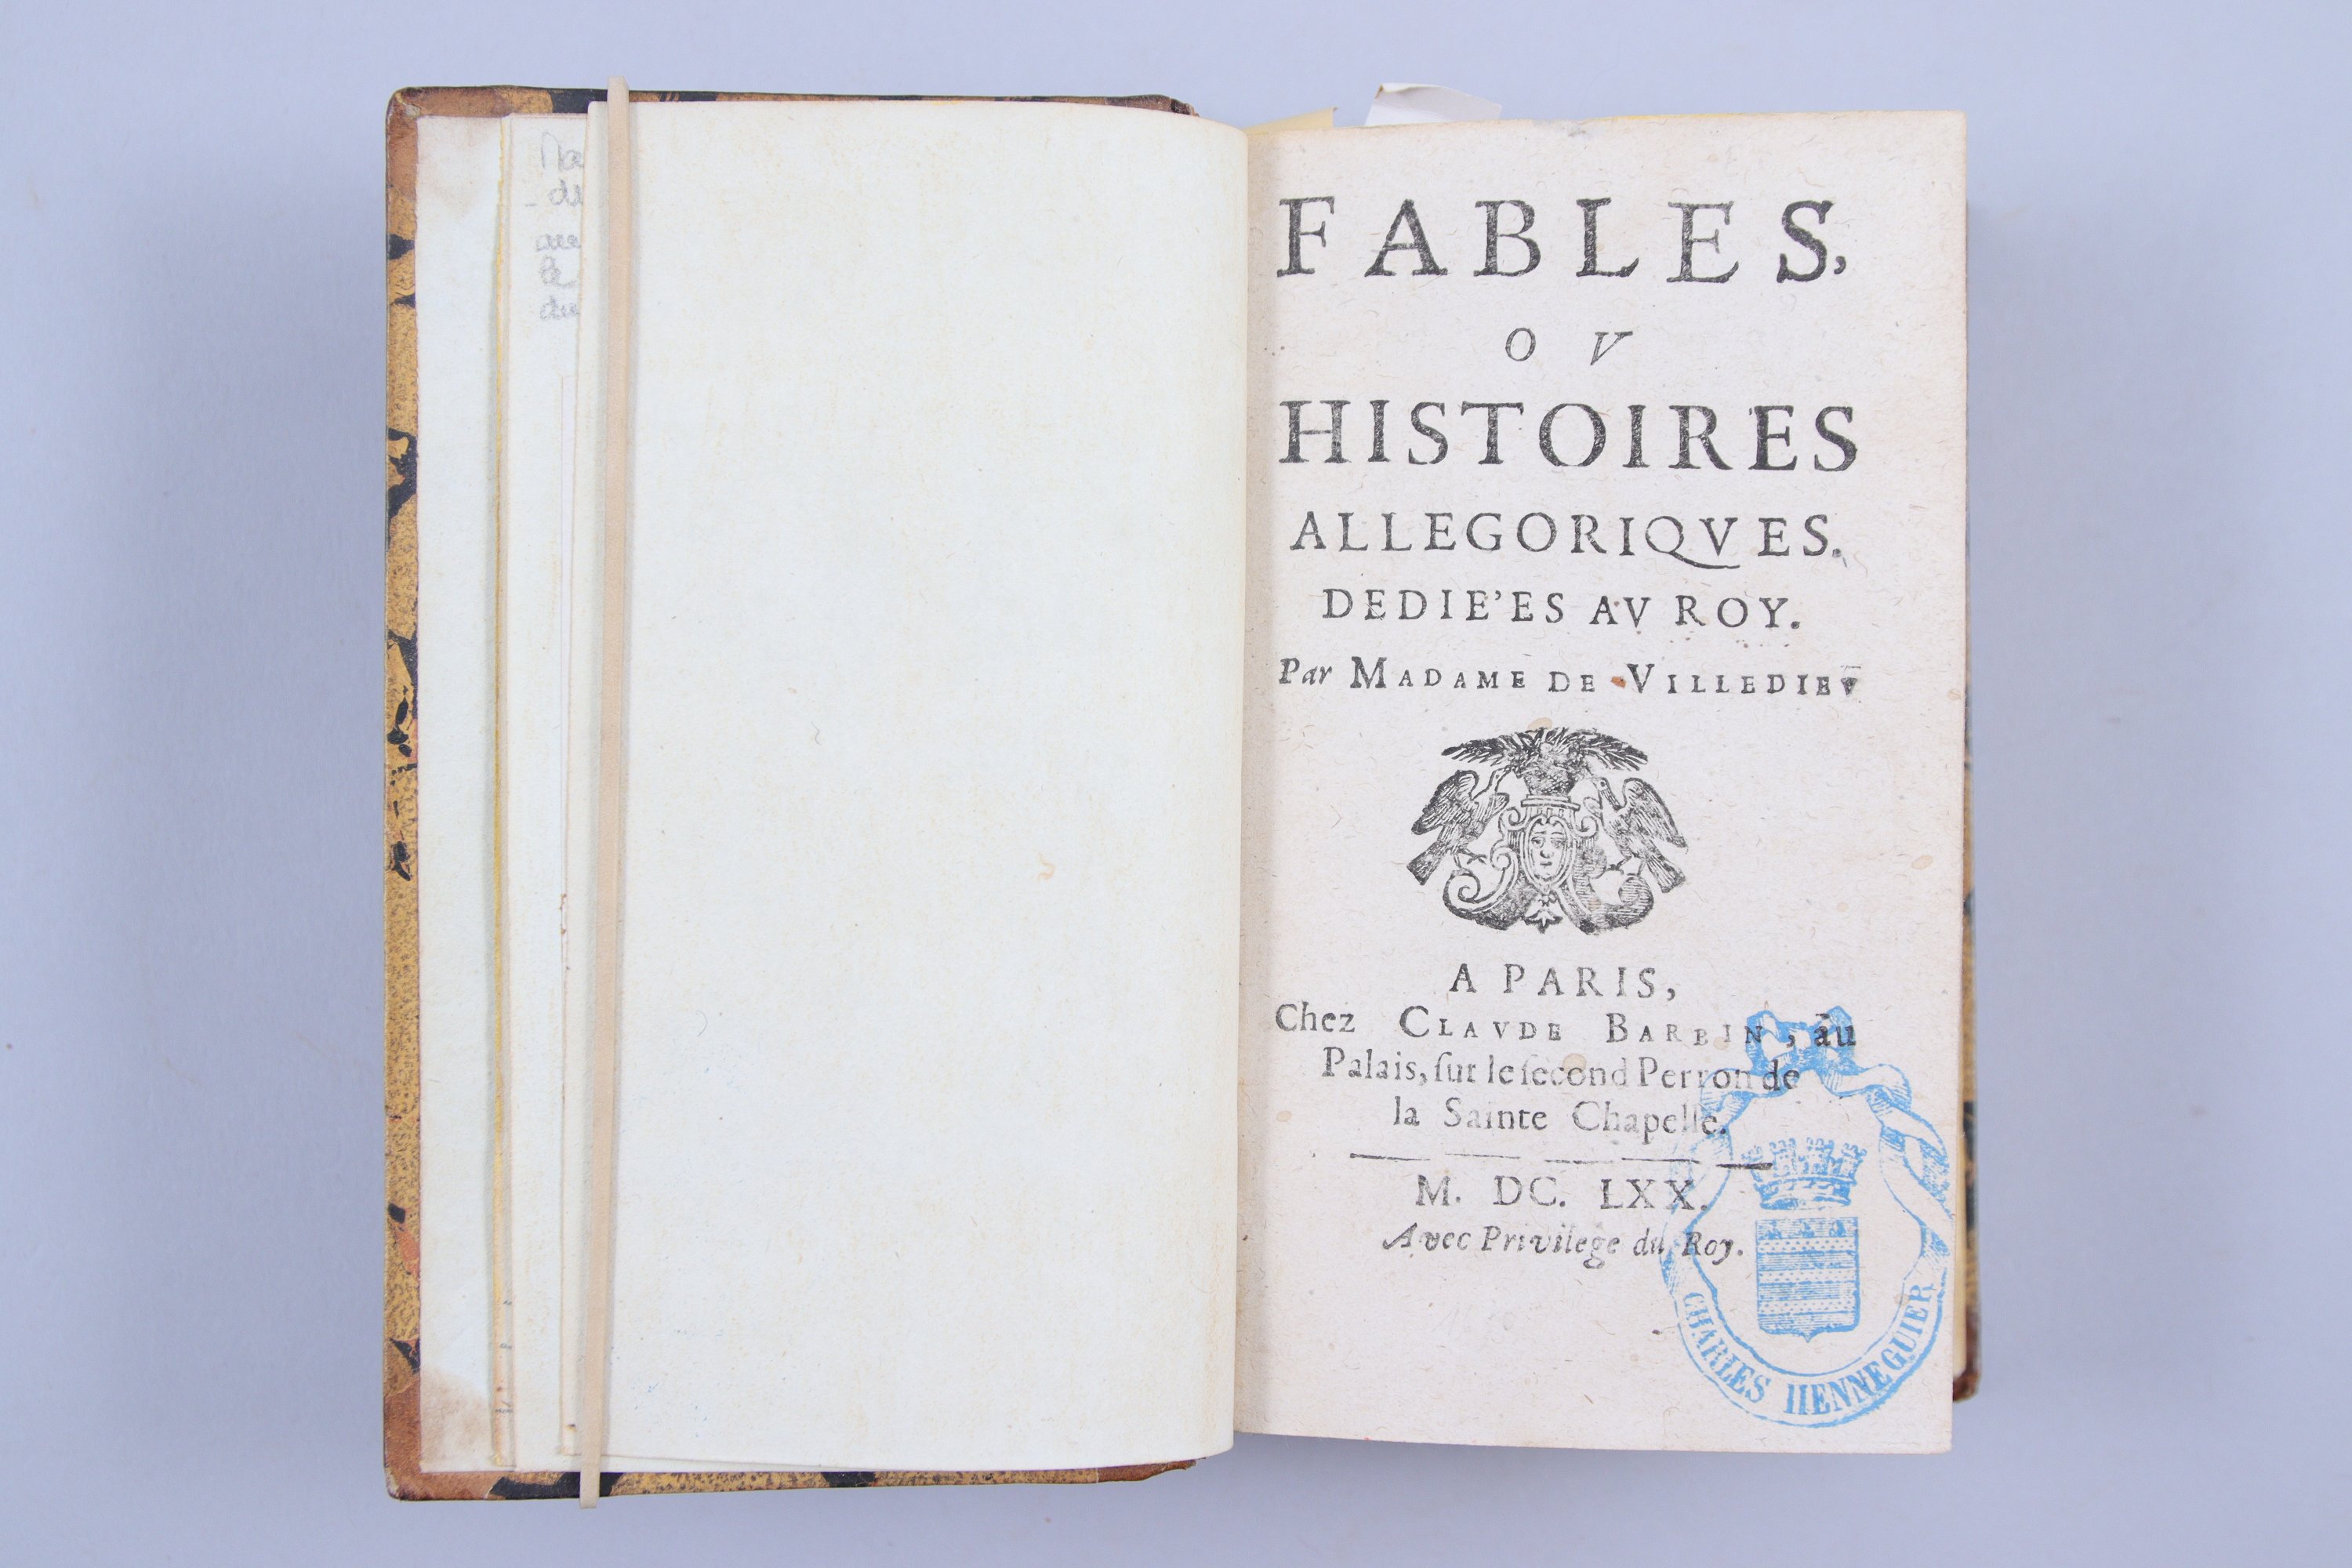 FABLES,
OV
HISTOIRES
ALLEGORIQVES.
DEDIE'ES AV ROY.
Par MADAME DE VILLEDIEV
A PARIS,
Chez CLAVDE BARBIN, au
Palais, ſur le ſecond Perron de
la Sainte Chapelle.
M. DC. LXX.
Avec Privilege du Roy.
CHARLES HENNEGUIER